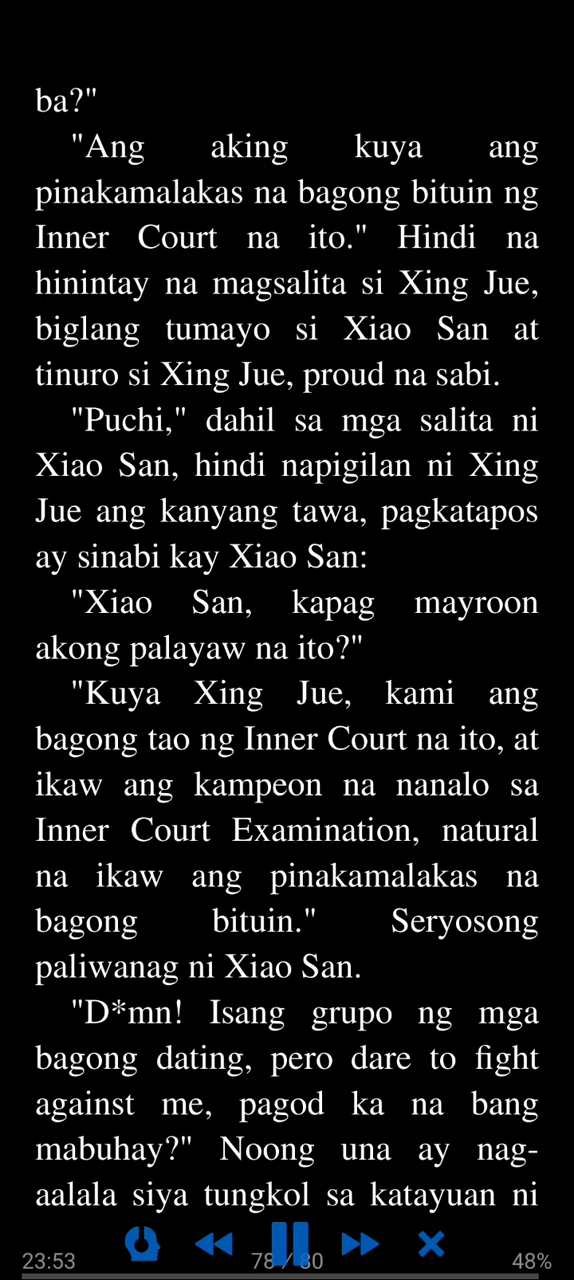 ba?"
"Ang aking kuya ang
pinakamalakas na bagong bituin ng
Inner Court na ito." Hindi na
hinintay na magsalita si Xing Jue,
biglang tumayo si Xiao San at
tinuro si Xing Jue, proud na sabi.
"Puchi," dahil sa mga salita ni
Xiao San, hindi napigilan ni Xing
Jue ang kanyang tawa, pagkatapos
ay sinabi kay Xiao San:
"Xiao San, kapag mayroon
akong palayaw na ito?"
"Kuya Xing Jue, kami ang
bagong tao ng Inner Court na ito, at
ikaw ang kampeon na nanalo sa
Inner Court Examination, natural
na ikaw ang pinakamalakas na
bagong bituin." Seryosong
paliwanag ni Xiao San.
"D*mn! Isang grupo ng mga
bagong dating, pero dare to fight
against me, pagod ka na bang
mabuhay?" Noong una ay nag-
aalala siya tungkol sa katayuan ni
23:53 78 / 80 48%